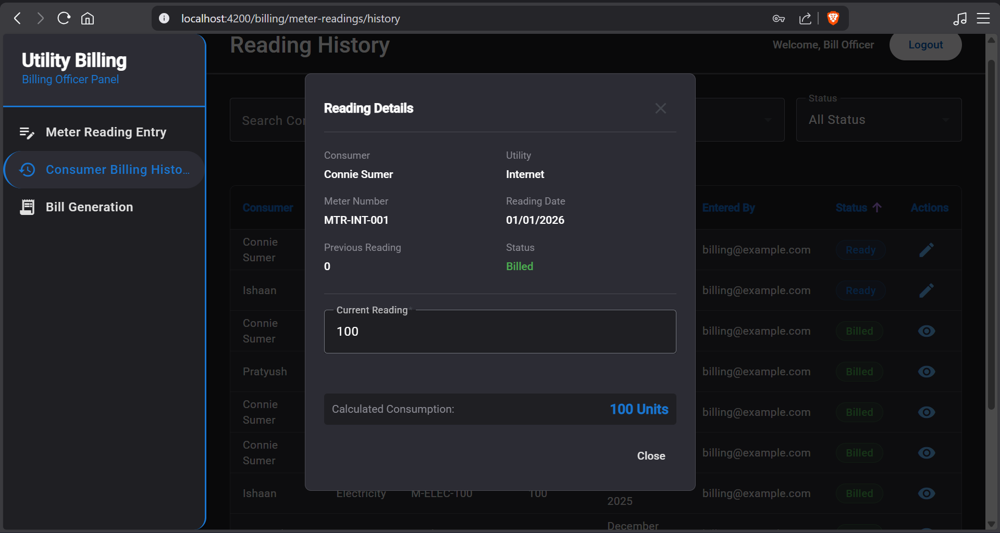 localhost:4200/billing/meter-readings/history
Utility Billing
Billing Officer Panel
Meter Reading Entry
Consumer Billing Histo...
Bill Generation
Reading History
Welcome, Bill Officer
Logout
Search Cor
Status
All Status
Consumer
Entered By
Status
Actions
Connie
Sumer
billing@example.com
Ready
Ishaan
billing@example.com
Ready
Connie
Sumer
billing@example.com
Billed
Pratyush
billing@example.com
Billed
Connie
Sumer
billing@example.com
Billed
Connie
Sumer
billing@example.com
Billed
Ishaan
Electricity
M-ELEC-100
100
2025
billing@example.com
Billed
December
Reading Details
Consumer
Connie Sumer
Utility
Internet
Meter Number
MTR-INT-001
Reading Date
01/01/2026
Previous Reading
0
Status
Billed
Current Reading*
100
Calculated Consumption:
100 Units
Close